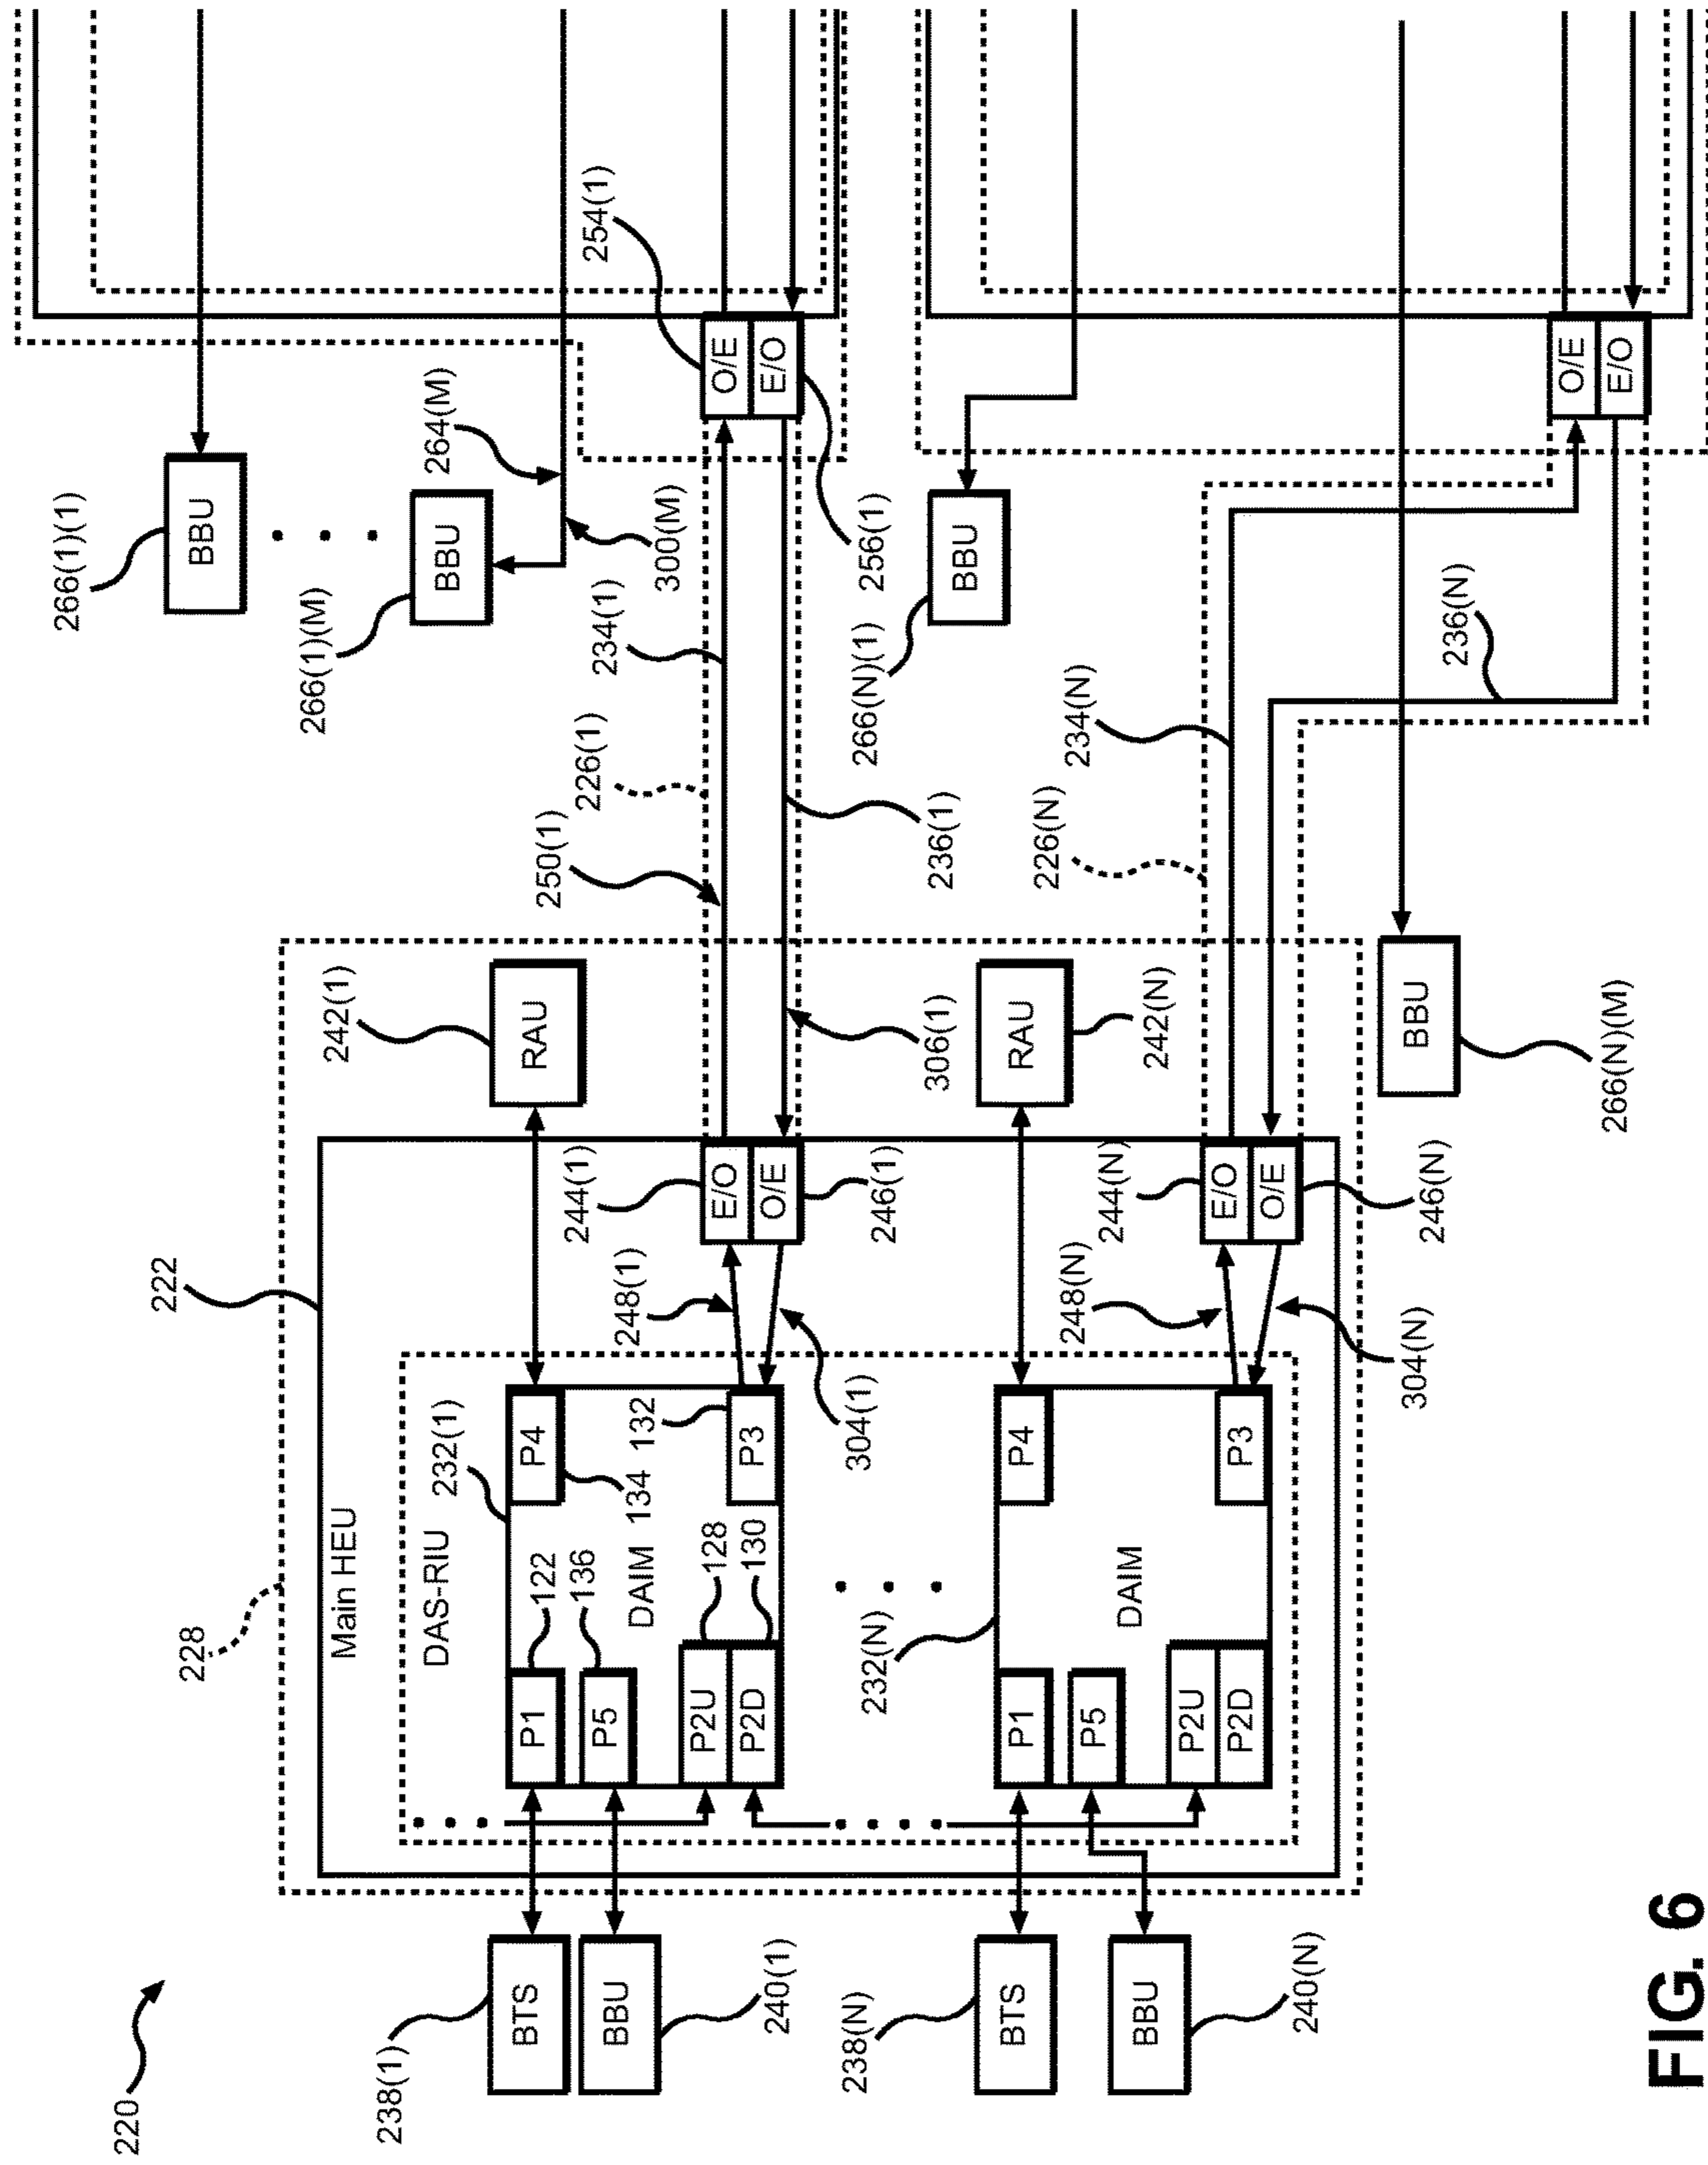 220
228
222
Main HEU
DAS-RIU
238(1)
BTS
BBU
240(1)
P1
122
P5
136
DAIM
P2U
128
P2D
130
232(1)
P4
134
132
P3
248(1)
304(1)
244(1)
E/O
O/E
246(1)
242(1)
RAU
250(1)
226(1)
234(1)
306(1)
236(1)
266(1)(1)
BBU
266(1)(M)
BBU
264(M)
300(M)
254(1)
O/E
E/O
256(1)
238(N)
BTS
BBU
240(N)
232(N)
P1
P5
DAIM
P2U
P2D
P4
P3
248(N)
304(N)
244(N)
E/O
O/E
246(N)
RAU
242(N)
226(N)
234(N)
236(N)
266(N)(1)
BBU
BBU
266(N)(M)
O/E
E/O
FIG. 6